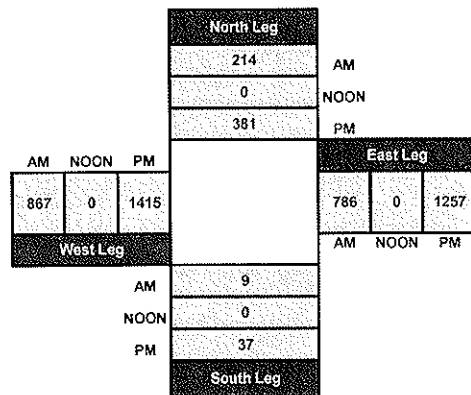 North Leg
214 AM
0 NOON
381 PM
AM NOON PM East Leg
867 0 1415 786 0 1257
West Leg AM NOON PM
AM 9
NOON 0
PM 37
South Leg